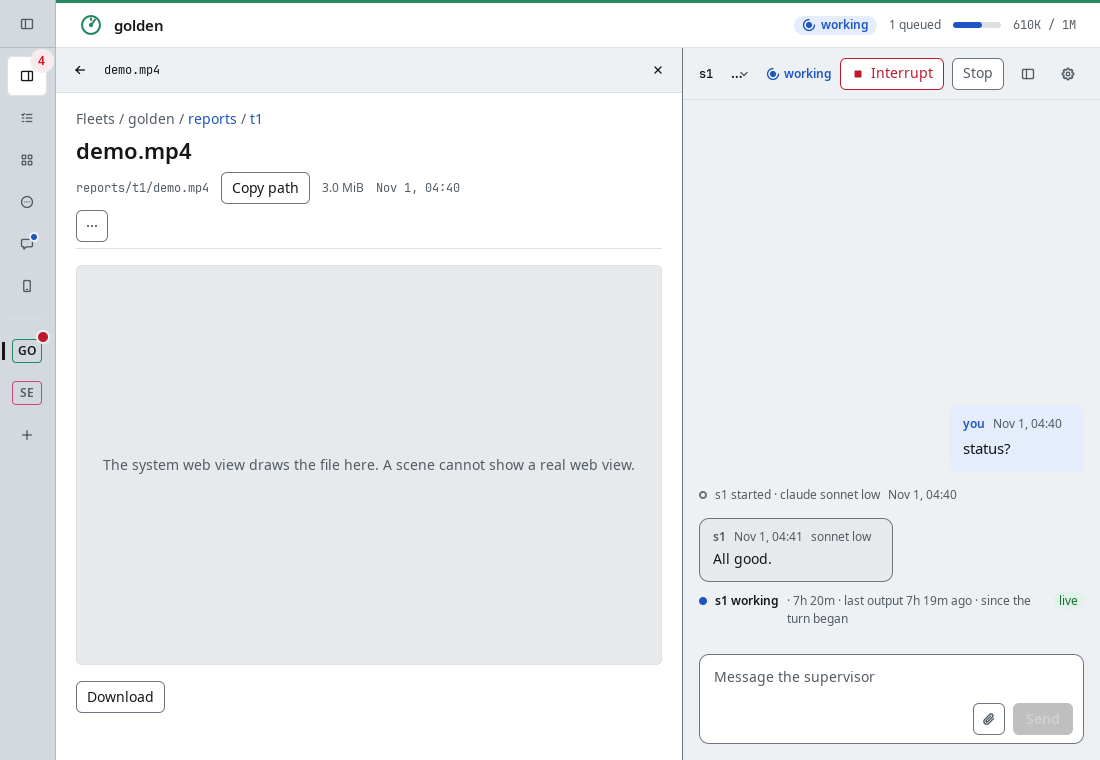 golden
working
1 queued
610K / 1M
4
demo.mp4
s1
...
working
Interrupt
Stop
Fleets / golden / reports / t1
demo.mp4
reports/t1/demo.mp4
Copy path
3.0 MiB
Nov 1, 04:40
...
The system web view draws the file here. A scene cannot show a real web view.
Download
GO
SE
you Nov 1, 04:40
status?
s1 started · claude sonnet low Nov 1, 04:40
s1 Nov 1, 04:41 sonnet low
All good.
s1 working · 7h 20m · last output 7h 19m ago · since the
turn began
live
Message the supervisor
Send